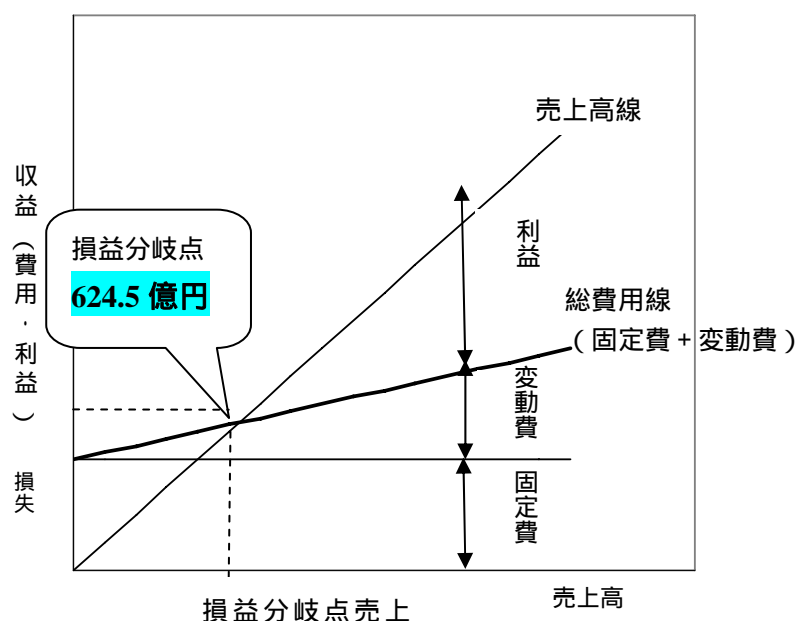 売上高線
収益（費用・利益）
利益
損益分岐点
624.5 億円
総費用線
（固定費+変動費）
変動費
損失
固定費
売上高
損益分岐点売上